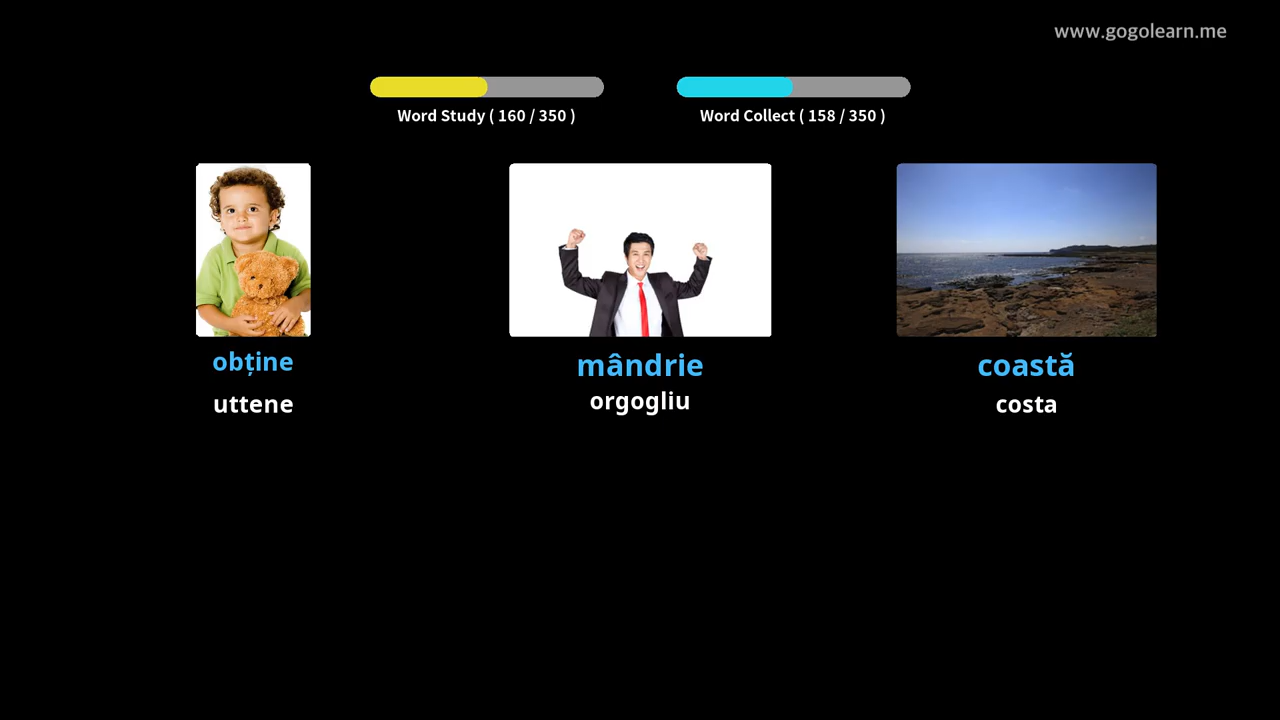 www.gogolearn.me
Word Study ( 160 / 350 )
Word Collect ( 158 / 350 )
obține
mândrie
coastă
uttene
orgogliu
costa